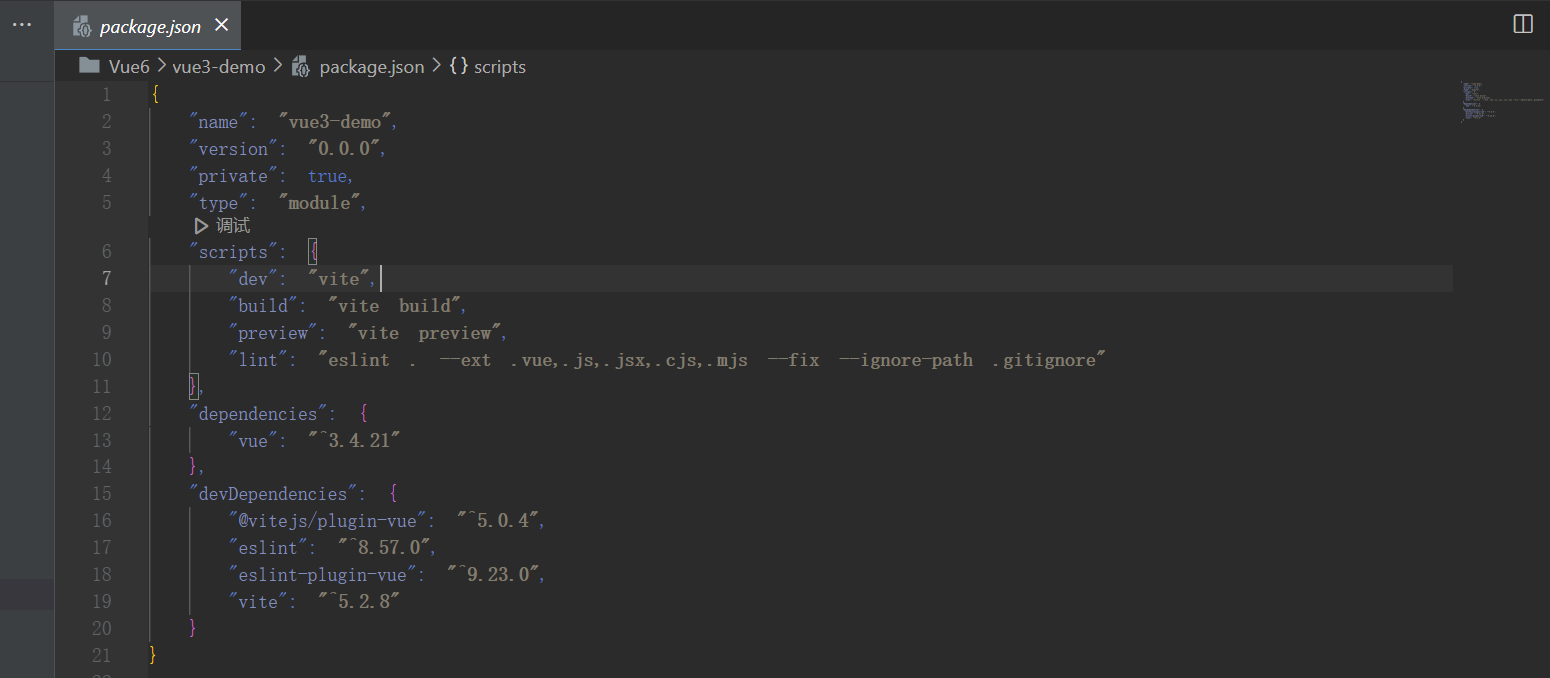 package.json
Vue6 > vue3-demo > package.json > {} scripts
1 {
2 "name": "vue3-demo",
3 "version": "0.0.0",
4 "private": true,
5 "type": "module",
调试
6 "scripts": {
7 "dev": "vite",
8 "build": "vite build",
9 "preview": "vite preview",
10 "lint": "eslint . --ext .vue,.js,.jsx,.cjs,.mjs --fix --ignore-path .gitignore"
11 },
12 "dependencies": {
13 "vue": "^3.4.21"
14 },
15 "devDependencies": {
16 "@vitejs/plugin-vue": "^5.0.4",
17 "eslint": "^8.57.0",
18 "eslint-plugin-vue": "^9.23.0",
19 "vite": "^5.2.8"
20 }
21 }